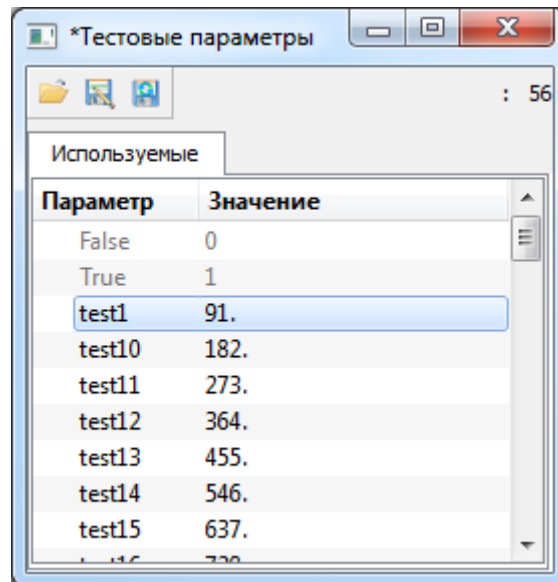 *Тестовые параметры
: 56
Используемые
Параметр Значение
False 0
True 1
test1 91.
test10 182.
test11 273.
test12 364.
test13 455.
test14 546.
test15 637.